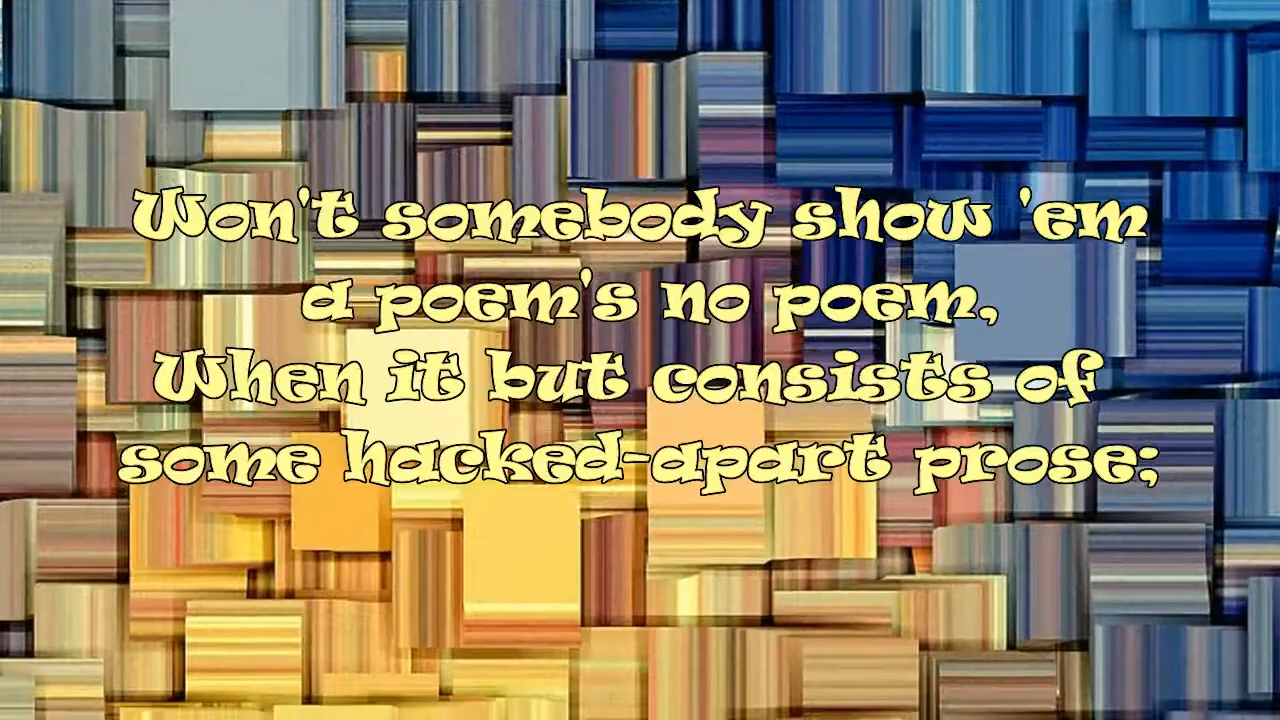 Won't somebody show 'em
a poem's no poem,
When it but consists of
some hacked-apart prose;